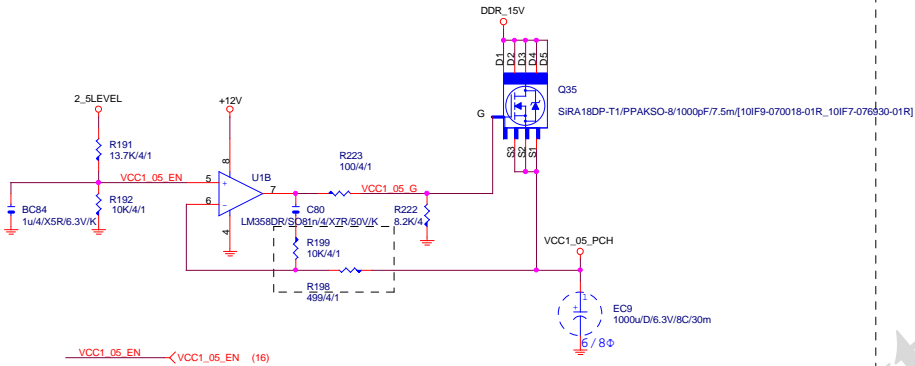 DDR_15V
D1
D2
D3
D4
D5
Q35
SiRA18DP-T1/PPAKSO-8/1000pF/7.5m/[10IF9-070018-01R_10IF7-076930-01R]
G
S3
S2
S1
2_5LEVEL
+12V
R191
13.7K/4/1
8
R223
100/4/1
VCC1_05_EN
5
+
U1B
7
VCC1_05_G
6
-
BC84
1u/4/X5R/6.3V/K
R192
10K/4/1
4
C80
LM358DR/SO81n/4/X7R/50V/K
R222
8.2K/4
R199
10K/4/1
VCC1_05_PCH
R198
499/4/1
1
+
EC9
1000u/D/6.3V/8C/30m
6/8Φ
VCC1_05_EN
VCC1_05_EN (16)